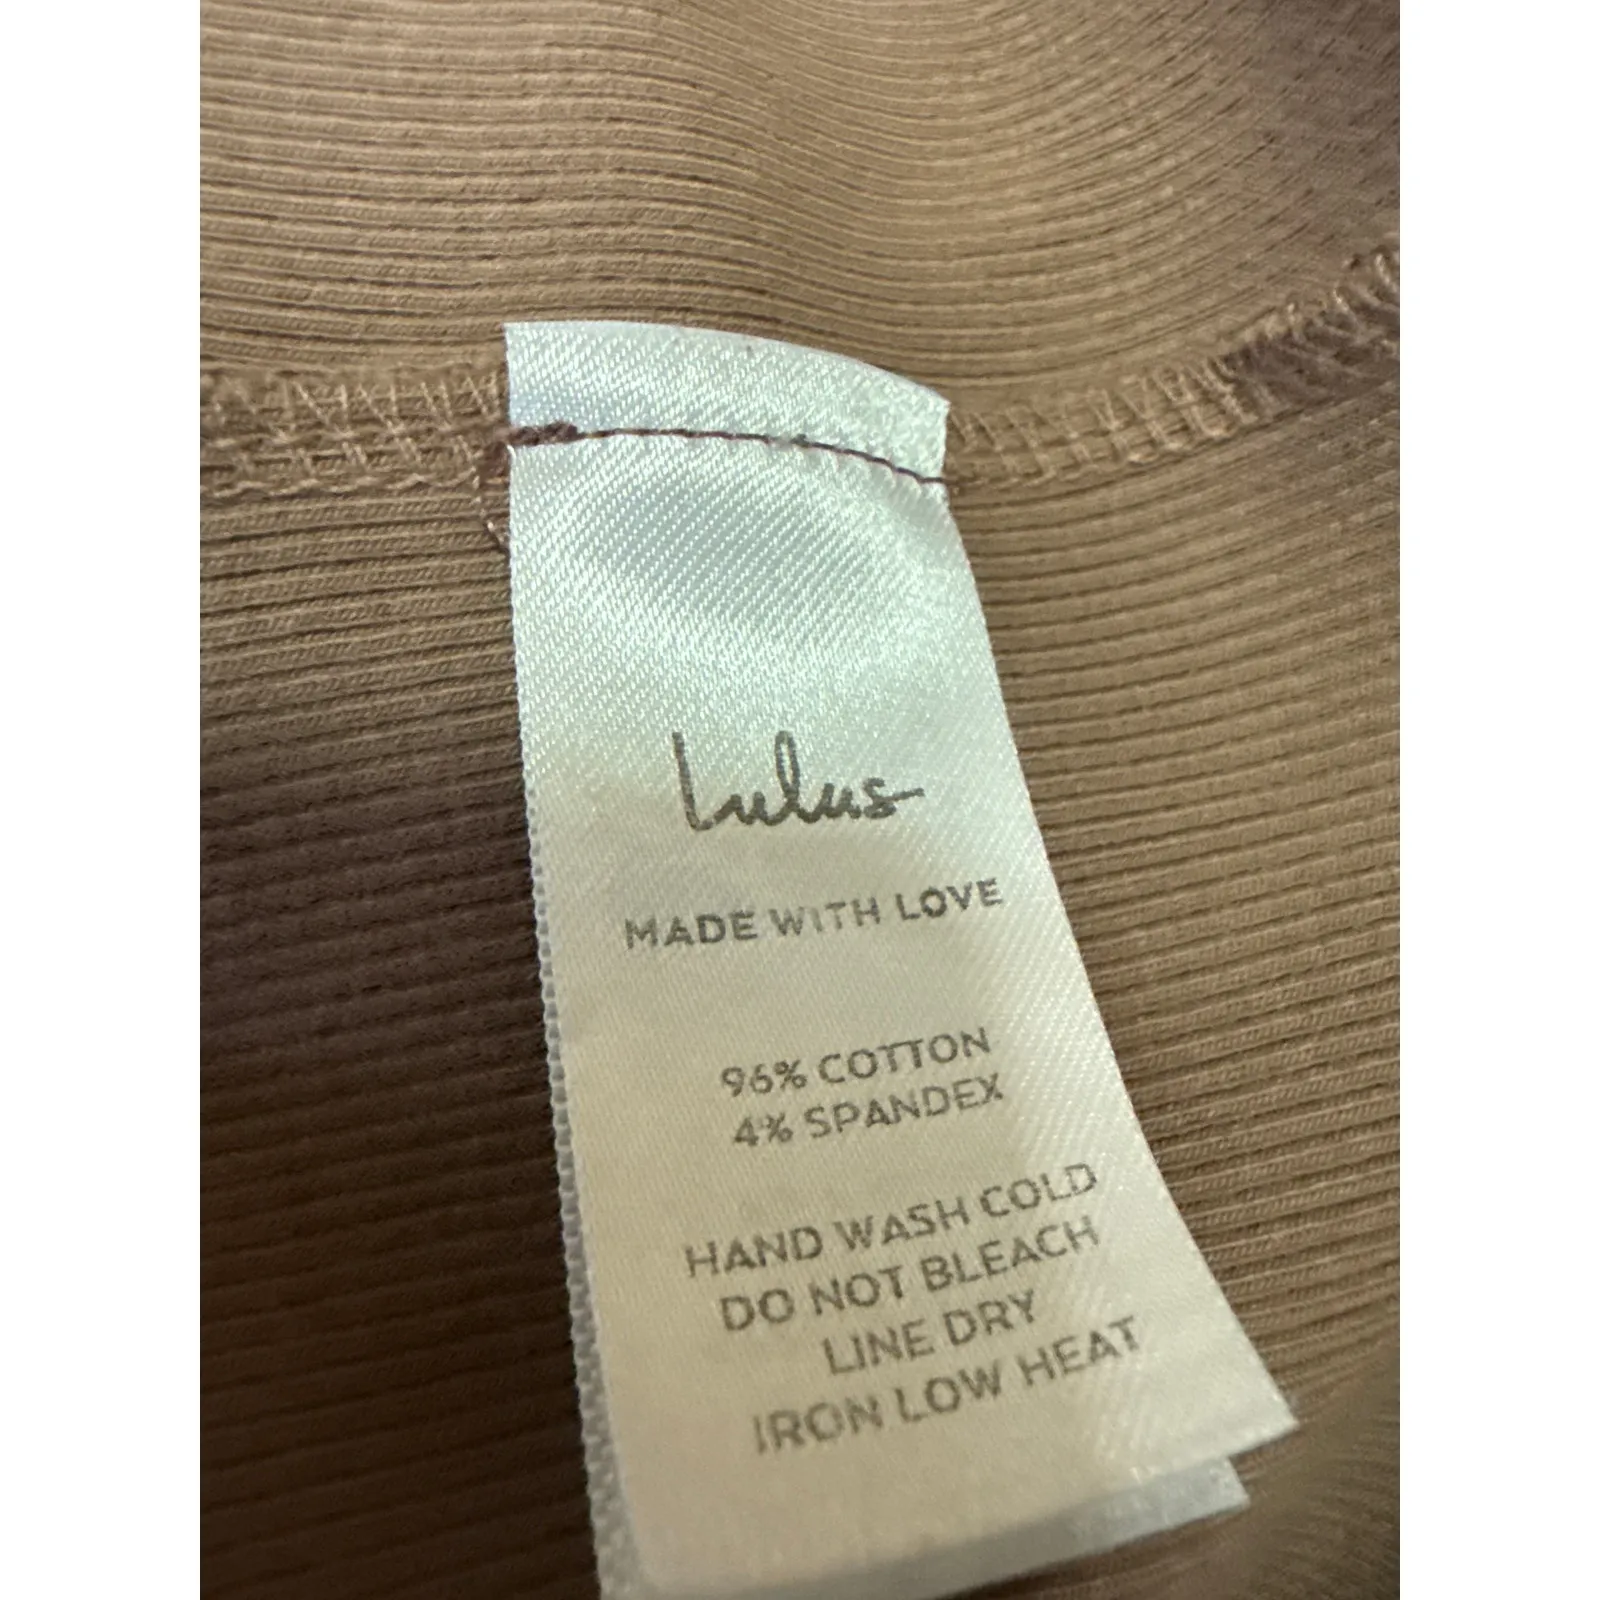 Lulus
MADE WITH LOVE
96% COTTON
4% SPANDEX
HAND WASH COLD
DO NOT BLEACH
LINE DRY
IRON LOW HEAT